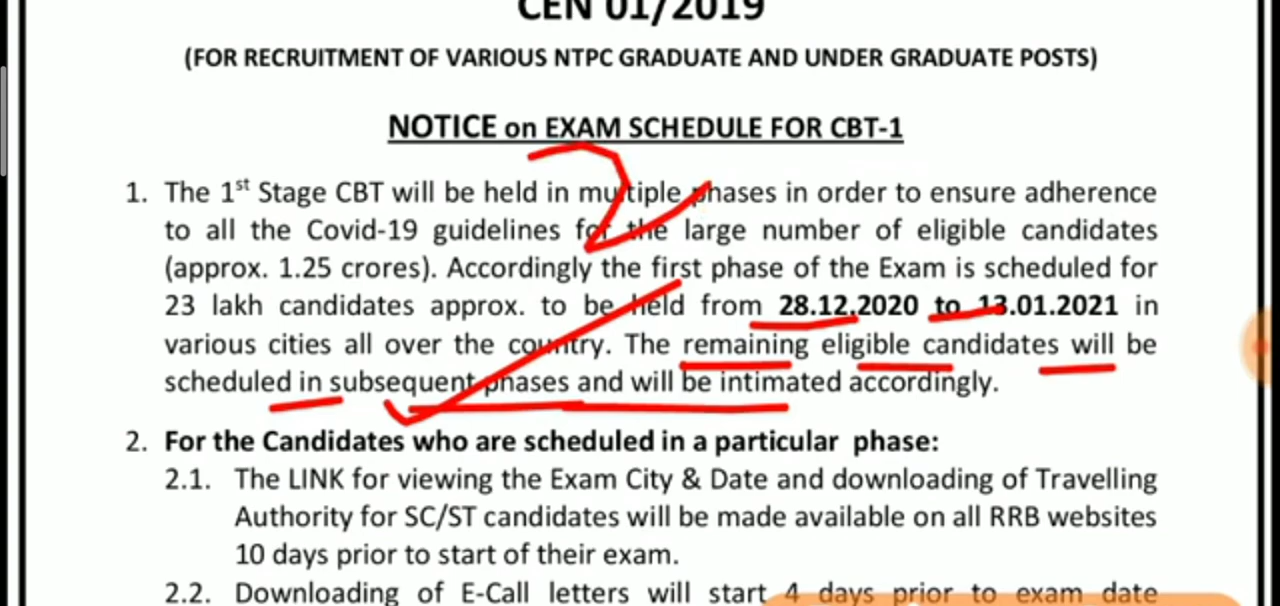 CEN 01/2019
(FOR RECRUITMENT OF VARIOUS NTPC GRADUATE AND UNDER GRADUATE POSTS)
NOTICE on EXAM SCHEDULE FOR CBT-1
1. The 1st Stage CBT will be held in multiple phases in order to ensure adherence
to all the Covid-19 guidelines for the large number of eligible candidates
(approx. 1.25 crores). Accordingly the first phase of the Exam is scheduled for
23 lakh candidates approx. to be held from 28.12.2020 to 13.01.2021 in
various cities all over the country. The remaining eligible candidates will be
scheduled in subsequent phases and will be intimated accordingly.
2. For the Candidates who are scheduled in a particular phase:
2.1. The LINK for viewing the Exam City & Date and downloading of Travelling
Authority for SC/ST candidates will be made available on all RRB websites
10 days prior to start of their exam.
2.2. Downloading of E-Call letters will start 4 days prior to exam date
2